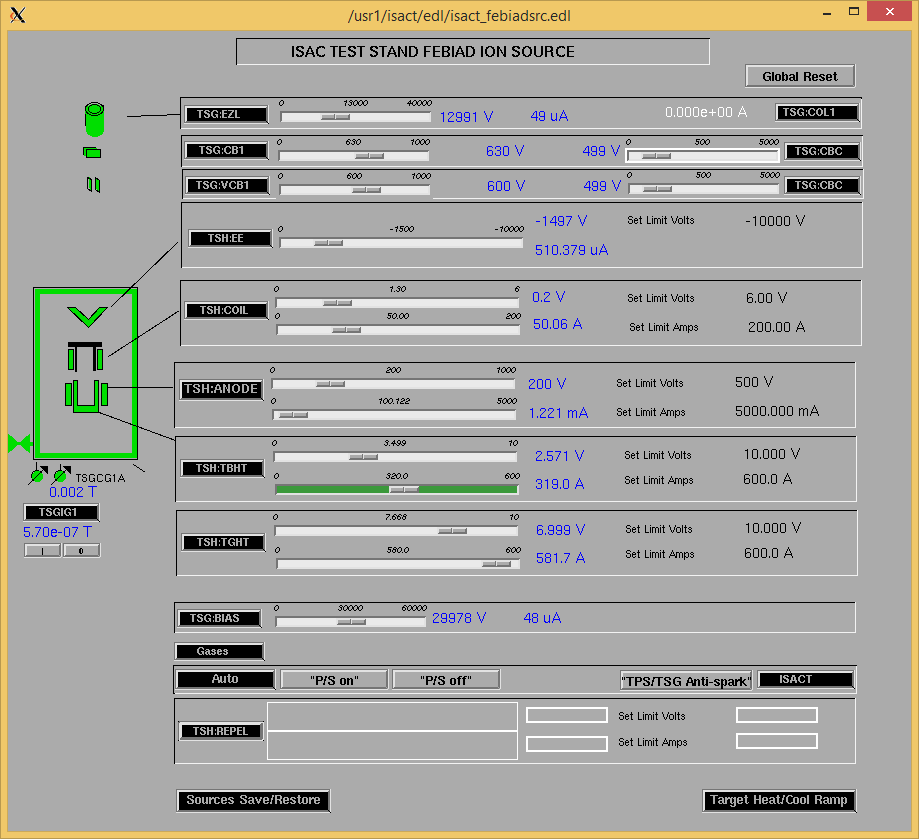 X /usr1/isact/edl/isact_febiadsrc.edl
ISAC TEST STAND FEBIAD ION SOURCE
Global Reset
TSG:EZL 0 13000 40000 12991 V 49 uA 0.000e+00 A TSG:COL1
TSG:CB1 0 630 1000 630 V 499 V 0 500 5000 TSG:CBC
TSG:VCB1 0 600 1000 600 V 499 V 0 500 5000 TSG:CBC
TSH:EE 0 -1500 -10000 -1497 V Set Limit Volts -10000 V
510.379 uA
TSH:COIL 0 1.30 6 0.2 V Set Limit Volts 6.00 V
0 50.00 200 50.06 A Set Limit Amps 200.00 A
TSH:ANODE 0 200 1000 200 V Set Limit Volts 500 V
0 100.122 5000 1.221 mA Set Limit Amps 5000.000 mA
TSH:TBHT 0 3.499 10 2.571 V Set Limit Volts 10.000 V
0 320.0 600 319.0 A Set Limit Amps 600.0 A
TSGCG1A
0.002 T
TSGIG1
5.70e-07 T
I 0
TSH:TGHT 0 7.668 10 6.999 V Set Limit Volts 10.000 V
0 580.0 600 581.7 A Set Limit Amps 600.0 A
TSG:BIAS 0 30000 60000 29978 V 48 uA
Gases
Auto "P/S on" "P/S off" "TPS/TSG Anti-spark" ISACT
TSH:REPEL Set Limit Volts
Set Limit Amps
Sources Save/Restore Target Heat/Cool Ramp